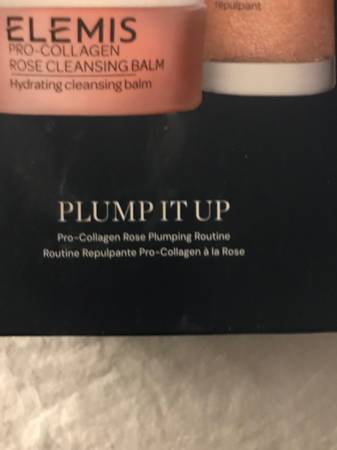 ELEMIS
PRO-COLLAGEN
ROSE CLEANSING BALM
Hydrating cleansing balm
repulpant
PLUMP IT UP
Pro-Collagen Rose Plumping Routine
Routine Repulpante Pro-Collagen à la Rose